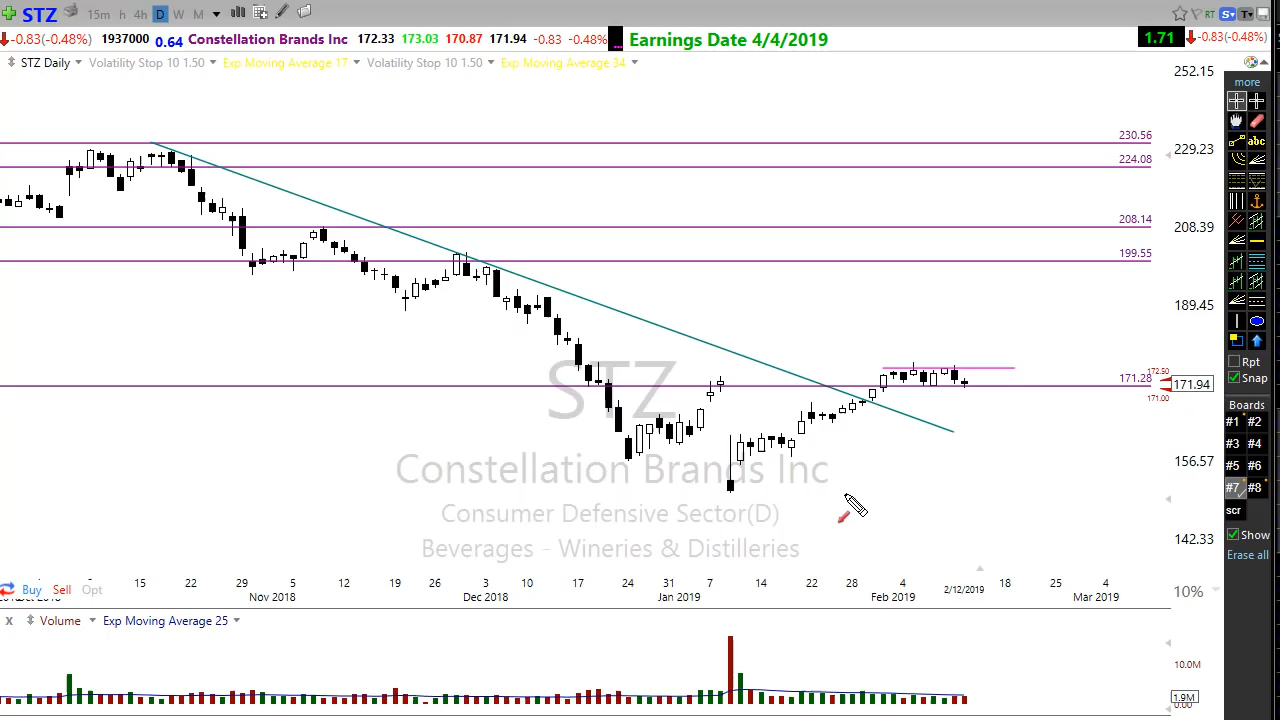 STZ 15m h 4h D W M RT S T
-0.83(-0.48%) 1937000 0.64 Constellation Brands Inc 172.33 173.03 170.87 171.94 -0.83 -0.48% ... Earnings Date 4/4/2019 1.71 -0.83(-0.48%)
STZ Daily Volatility Stop 10 1.50 Exp Moving Average 17 Volatility Stop 10 1.50 Exp Moving Average 34
252.15
more
230.56
229.23
abc
224.08
208.14
208.39
199.55
189.45
Rpt
172.50
171.28
171.94
Snap
171.00
STZ
Boards
#1 #2
#3 #4
156.57
#5 #6
Constellation Brands Inc
#7 #8
Consumer Defensive Sector(D)
scr
Show
142.33
Beverages - Wineries & Distilleries
Erase all
15 22 29 5 12 19 26 3 10 17 24 31 7 14 22 28 4 2/12/2019 18 25 4
Buy Sell Opt
10%
Nov 2018 Dec 2018 Jan 2019 Feb 2019 Mar 2019
x Volume Exp Moving Average 25
10.0M
1.9M
0.00